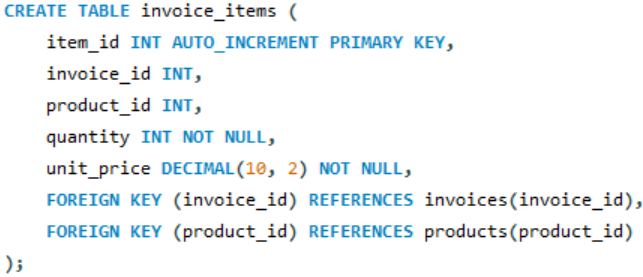 CREATE TABLE invoice_items (
    item_id INT AUTO_INCREMENT PRIMARY KEY,
    invoice_id INT,
    product_id INT,
    quantity INT NOT NULL,
    unit_price DECIMAL(10, 2) NOT NULL,
    FOREIGN KEY (invoice_id) REFERENCES invoices(invoice_id),
    FOREIGN KEY (product_id) REFERENCES products(product_id)
);